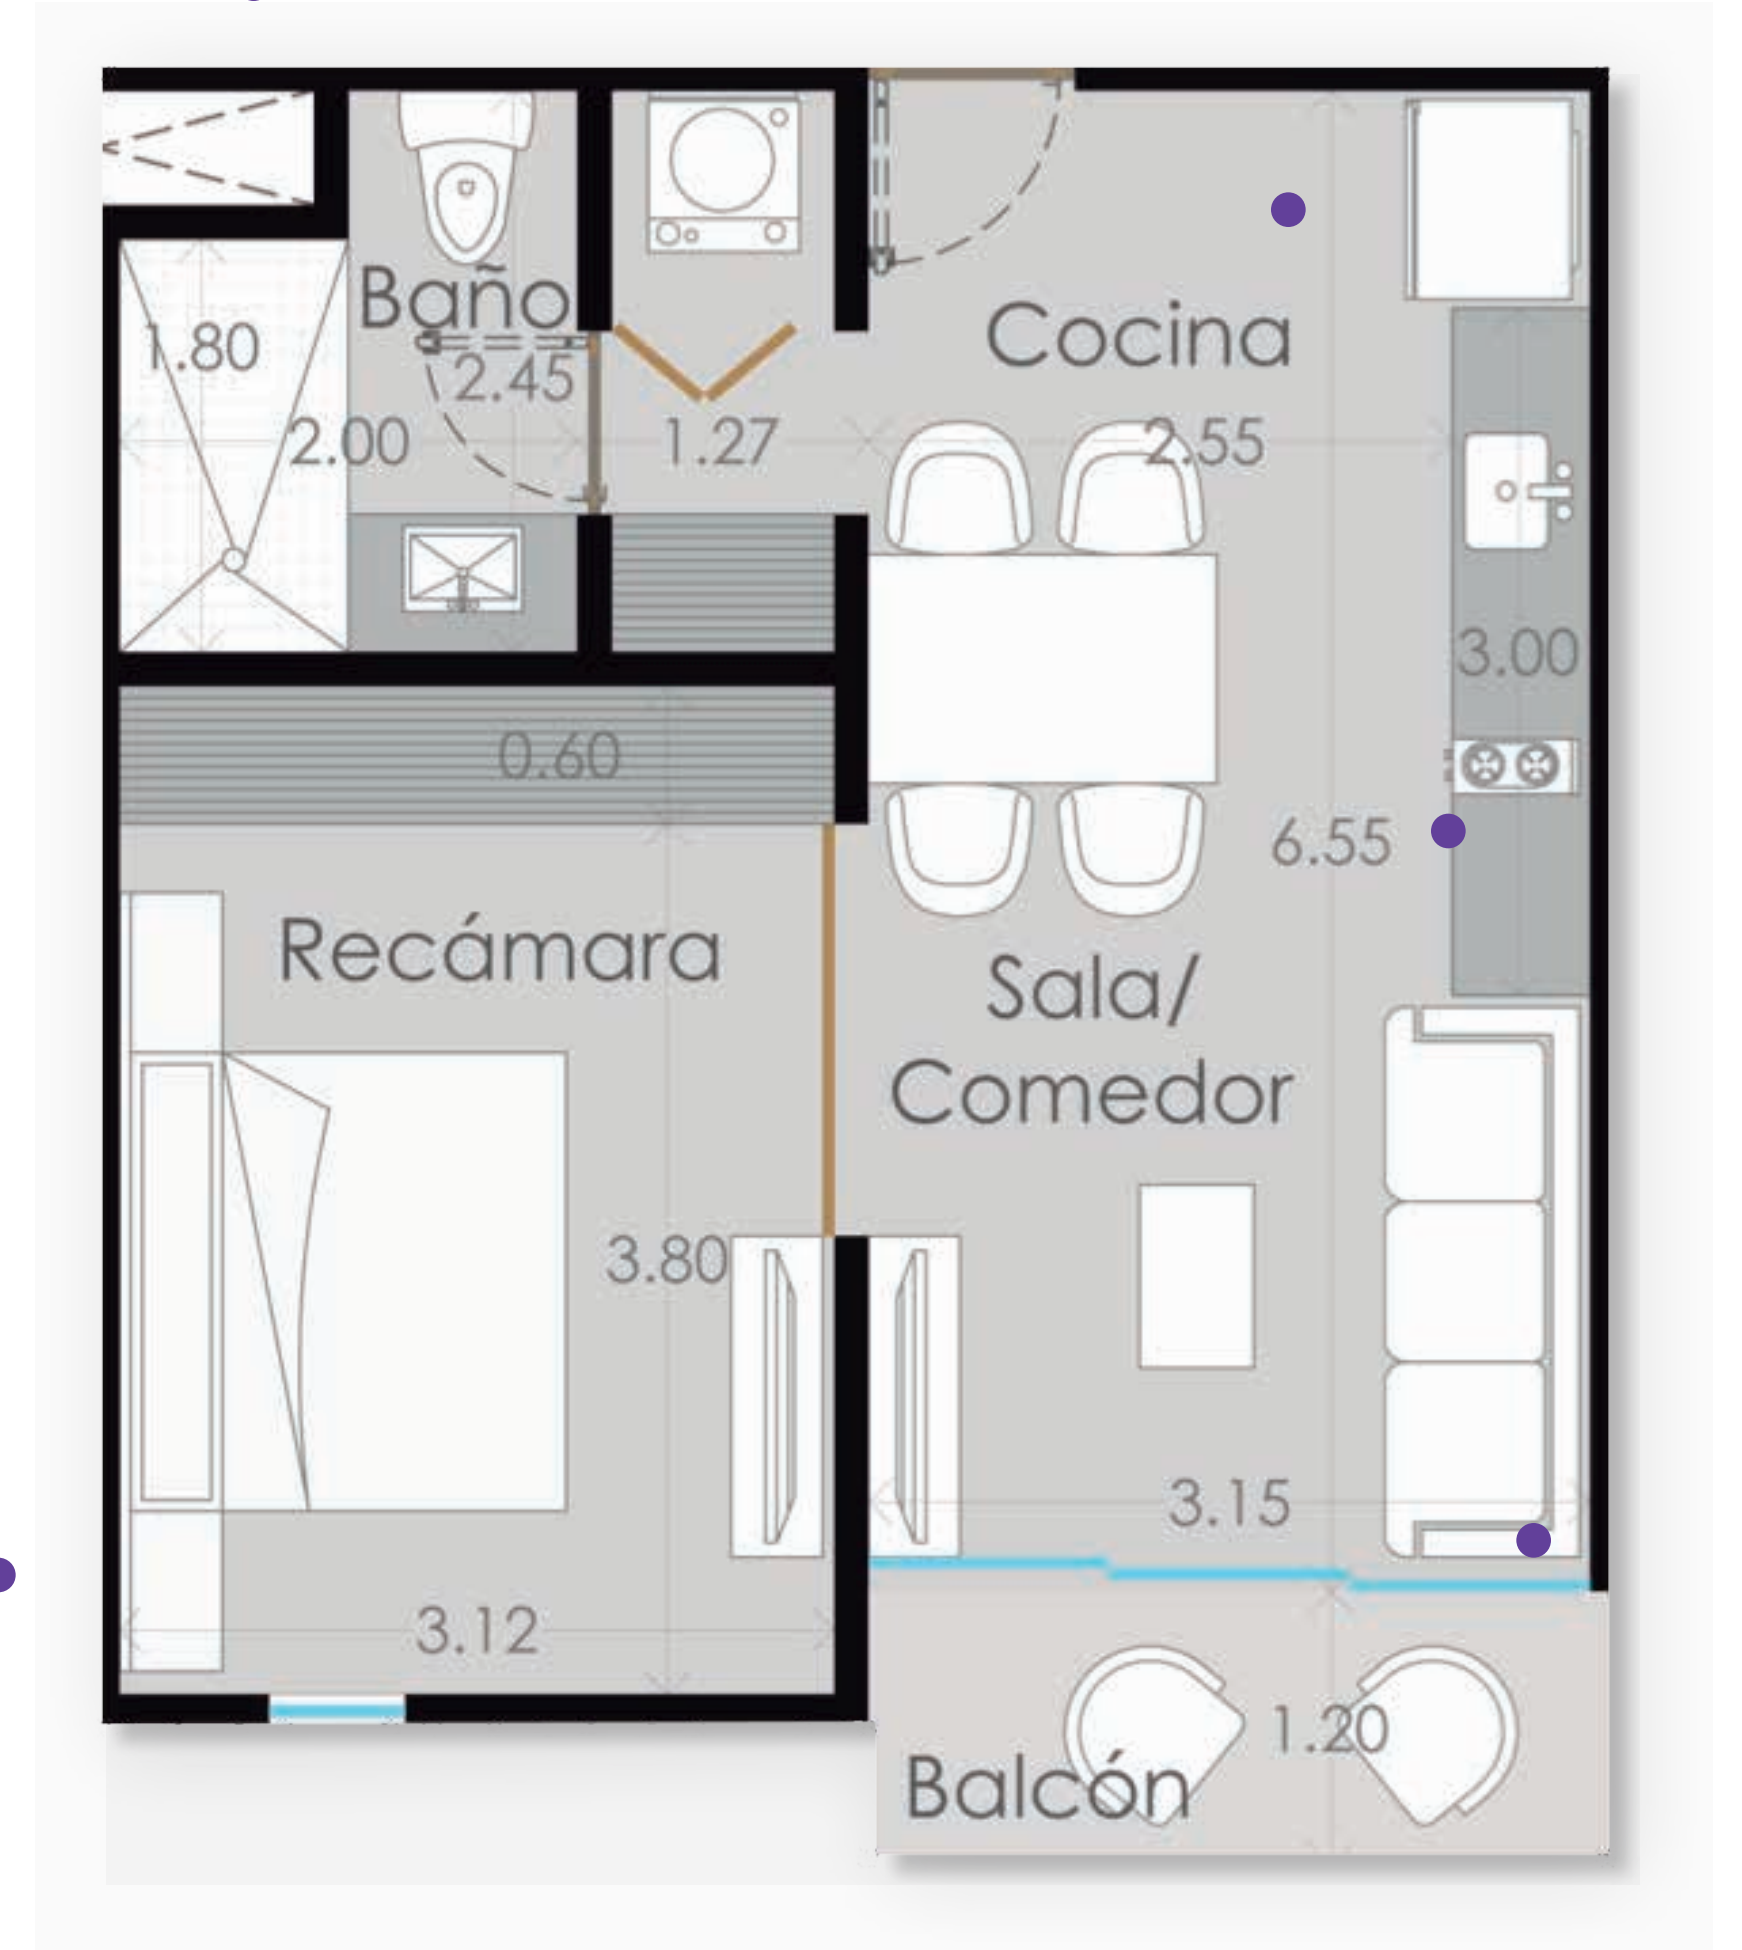 Baño
1.80
2.45
2.00
1.27
Cocina
2.55
3.00
0.60
6.55
Recámara
Sala/
Comedor
3.80
3.15
3.12
1.20
Balcón